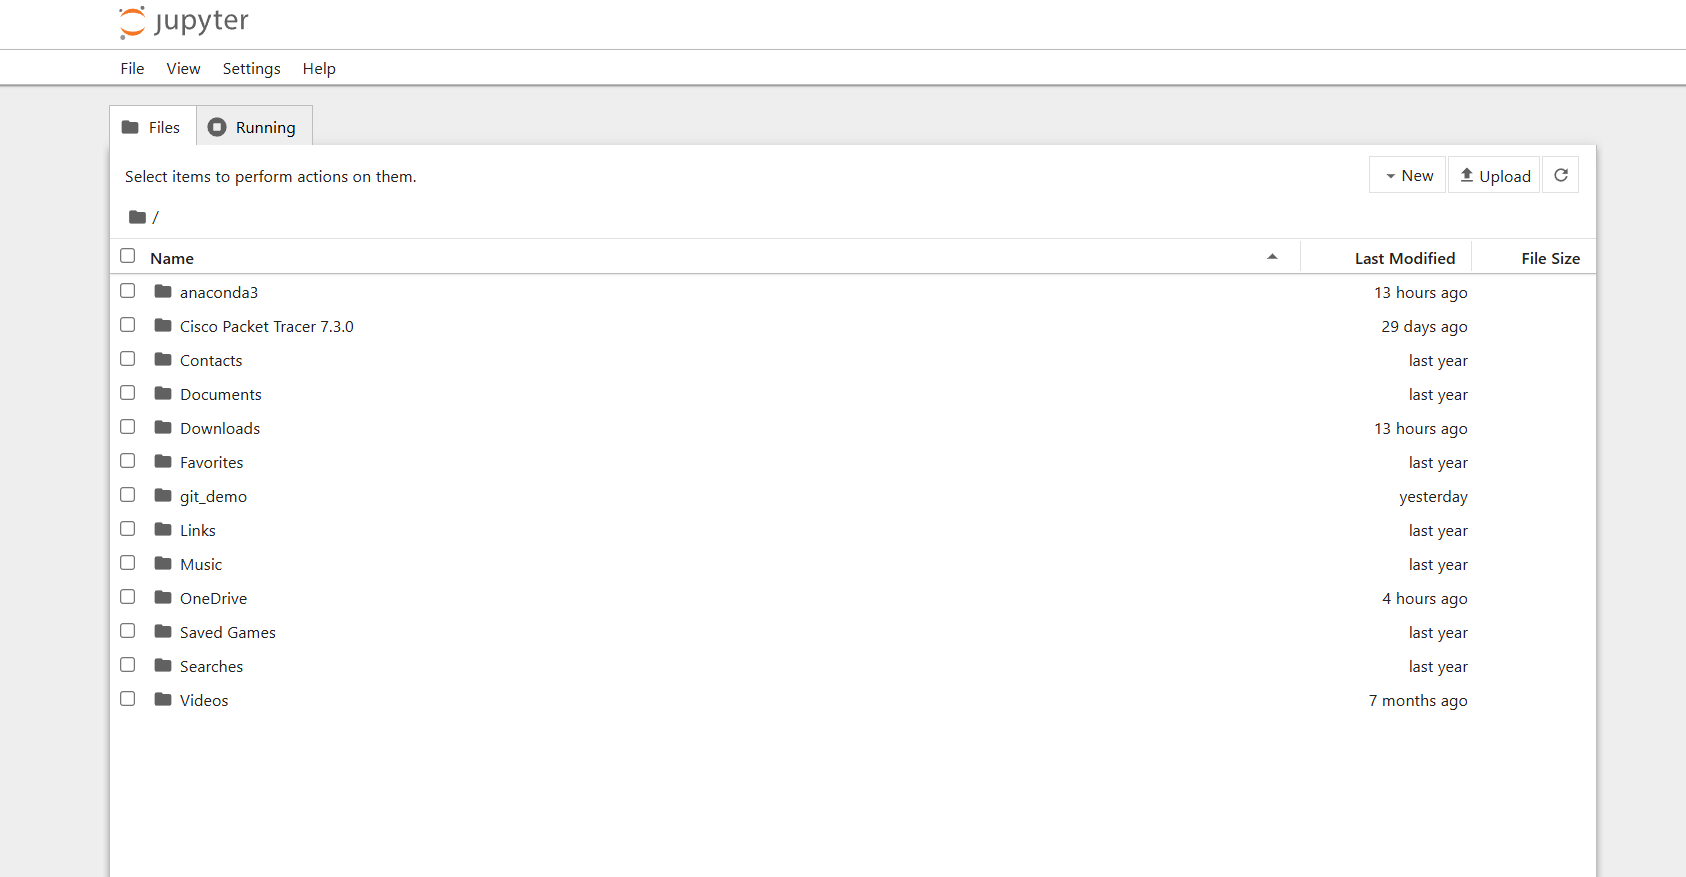 jupyter
File View Settings Help
Files Running
Select items to perform actions on them.
New Upload
/
Name Last Modified File Size
anaconda3 13 hours ago
Cisco Packet Tracer 7.3.0 29 days ago
Contacts last year
Documents last year
Downloads 13 hours ago
Favorites last year
git_demo yesterday
Links last year
Music last year
OneDrive 4 hours ago
Saved Games last year
Searches last year
Videos 7 months ago